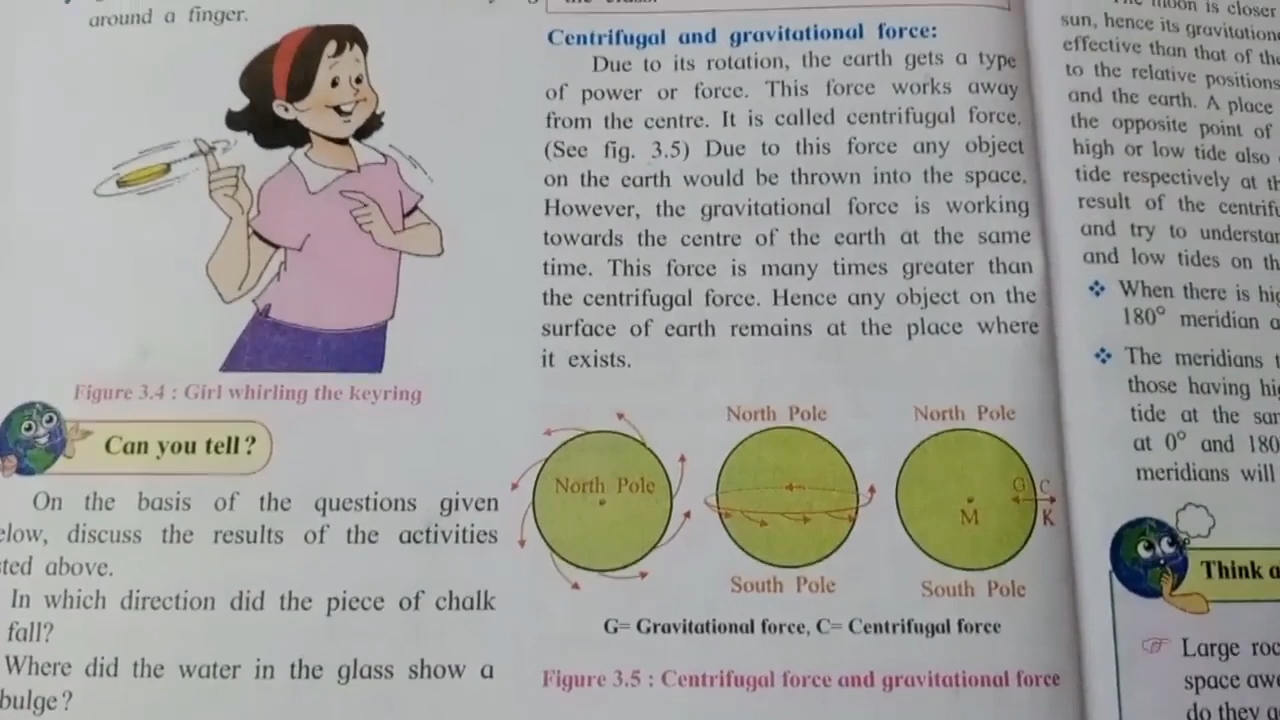 around a finger.
Figure 3.4 : Girl whirling the keyring
Can you tell?
On the basis of the questions given
elow, discuss the results of the activities
sted above.
In which direction did the piece of chalk
fall?
Where did the water in the glass show a
bulge?
Centrifugal and gravitational force:
Due to its rotation, the earth gets a type
of power or force. This force works away
from the centre. It is called centrifugal force.
(See fig. 3.5) Due to this force any object
on the earth would be thrown into the space.
However, the gravitational force is working
towards the centre of the earth at the same
time. This force is many times greater than
the centrifugal force. Hence any object on the
surface of earth remains at the place where
it exists.
North Pole
North Pole
South Pole
North Pole
G C
M K
South Pole
G= Gravitational force, C= Centrifugal force
Figure 3.5 : Centrifugal force and gravitational force
moon is closer
sun, hence its gravitation
effective than that of the
to the relative positions
and the earth. A place
the opposite point of
high or low tide also
tide respectively at th
result of the centrif
and try to understan
and low tides on th
❖ When there is hig
180° meridian a
❖ The meridians
those having hi
tide at the sam
at 0° and 180
meridians will
Think a
☞ Large roc
space awa
do they g